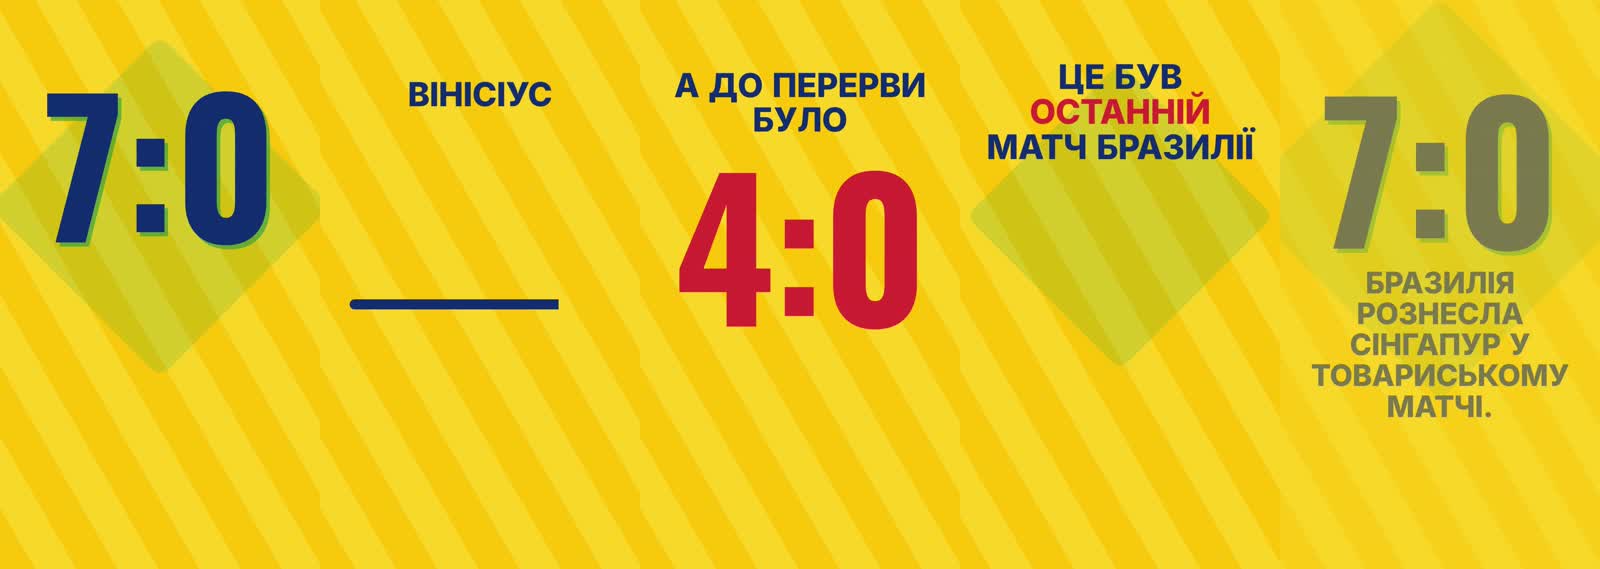 7:0
ВІНІСІУС
А ДО ПЕРЕРВИ
БУЛО
4:0
ЦЕ БУВ
ОСТАННІЙ
МАТЧ БРАЗИЛІЇ
7:0
БРАЗИЛІЯ
РОЗНЕСЛА
СІНГАПУР У
ТОВАРИСЬКОМУ
МАТЧІ.